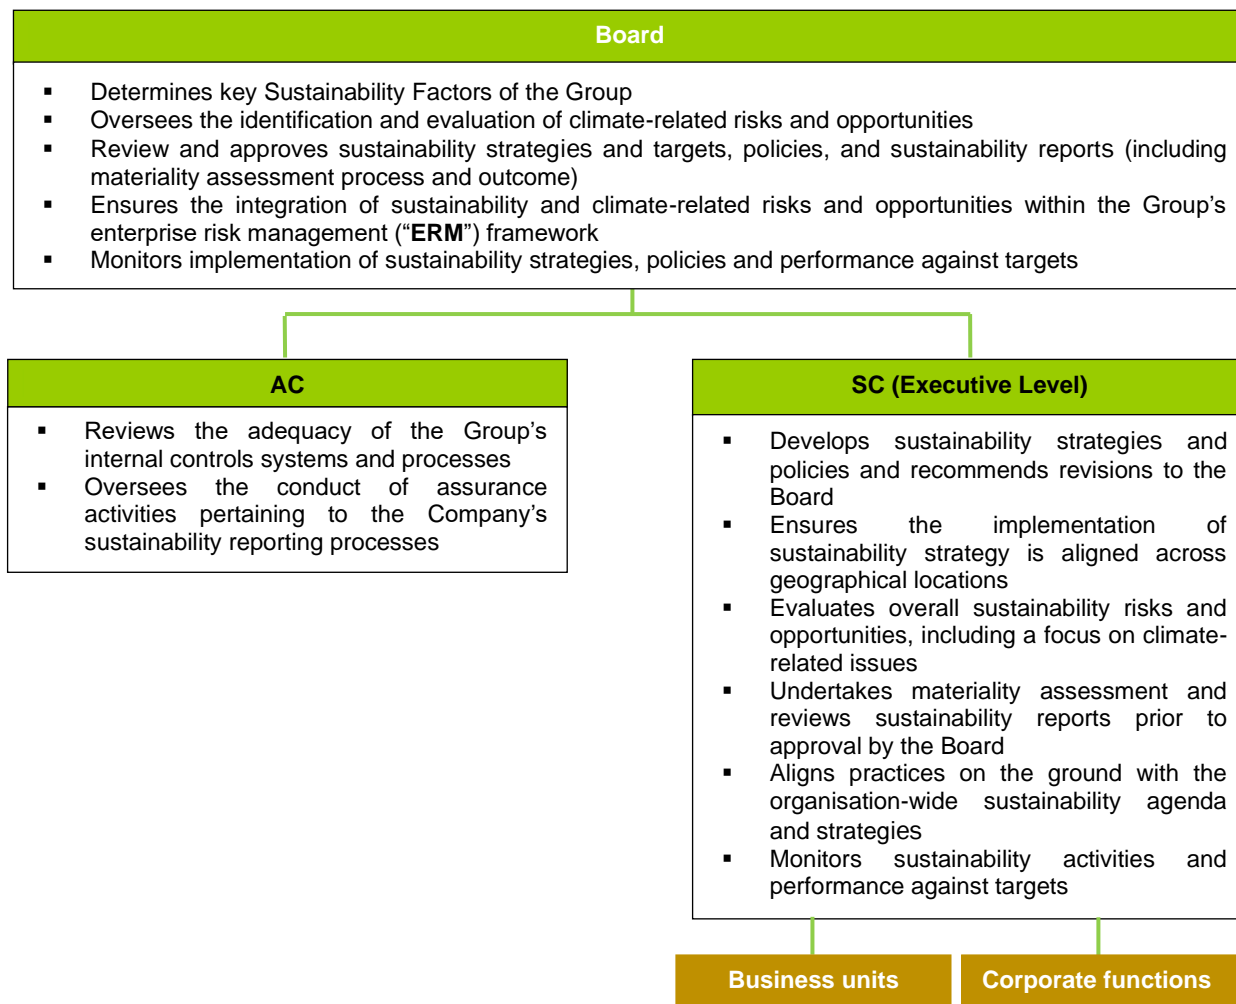 Board
▪ Determines key Sustainability Factors of the Group
▪ Oversees the identification and evaluation of climate-related risks and opportunities
▪ Review and approves sustainability strategies and targets, policies, and sustainability reports (including
materiality assessment process and outcome)
▪ Ensures the integration of sustainability and climate-related risks and opportunities within the Group’s
enterprise risk management (“ERM”) framework
▪ Monitors implementation of sustainability strategies, policies and performance against targets
AC
▪ Reviews the adequacy of the Group’s
internal controls systems and processes
▪ Oversees the conduct of assurance
activities pertaining to the Company’s
sustainability reporting processes
SC (Executive Level)
▪ Develops sustainability strategies and
policies and recommends revisions to the
Board
▪ Ensures the implementation of
sustainability strategy is aligned across
geographical locations
▪ Evaluates overall sustainability risks and
opportunities, including a focus on climate-
related issues
▪ Undertakes materiality assessment and
reviews sustainability reports prior to
approval by the Board
▪ Aligns practices on the ground with the
organisation-wide sustainability agenda
and strategies
▪ Monitors sustainability activities and
performance against targets
Business units
Corporate functions